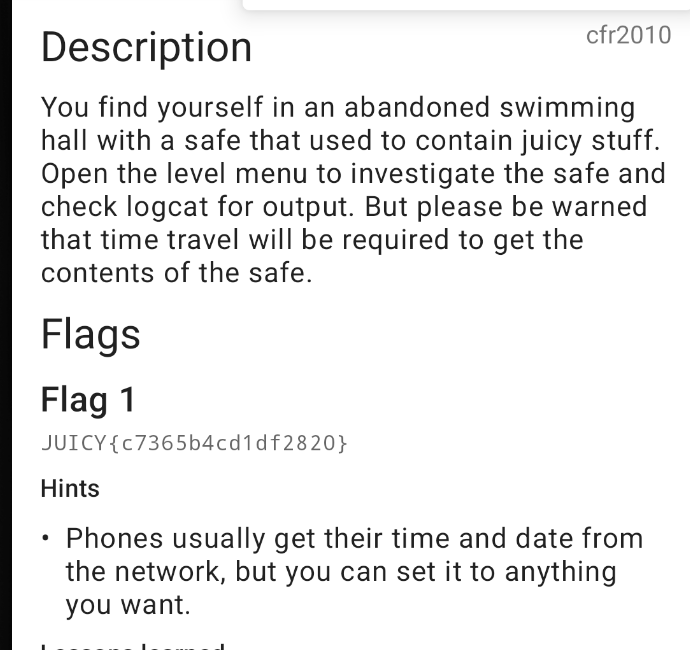 Description
cfr2010
You find yourself in an abandoned swimming
hall with a safe that used to contain juicy stuff.
Open the level menu to investigate the safe and
check logcat for output. But please be warned
that time travel will be required to get the
contents of the safe.
Flags
Flag 1
JUICY{c7365b4cd1df2820}
Hints
• Phones usually get their time and date from
the network, but you can set it to anything
you want.
Lessons learned